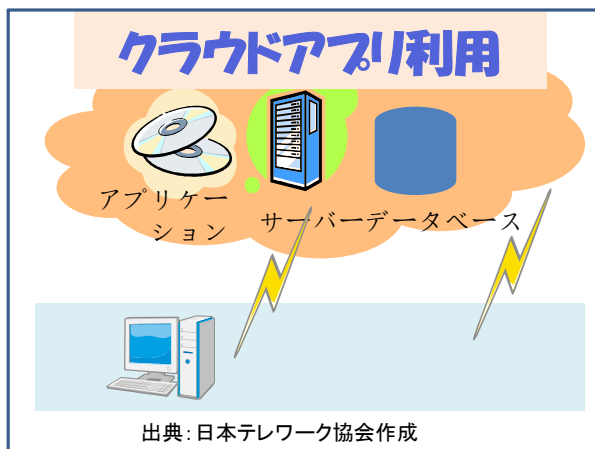 クラウドアプリ利用
アプリケー
ション
サーバー
データベース
出典：日本テレワーク協会作成